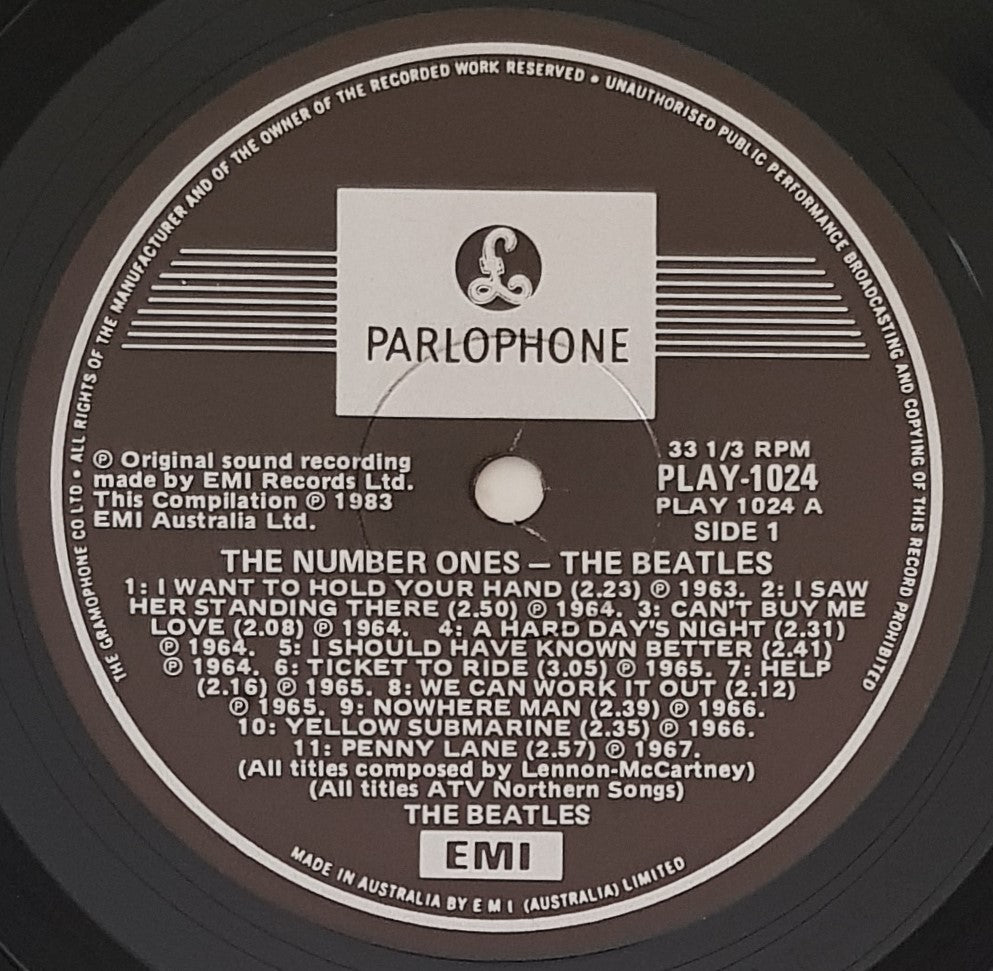 THE GRAMOPHONE CO LTD • ALL RIGHTS OF THE MANUFACTURER AND OF THE OWNER OF THE RECORDED WORK RESERVED • UNAUTHORISED PUBLIC PERFORMANCE BROADCASTING AND COPYING OF THIS RECORD PROHIBITED
£
PARLOPHONE
℗ Original sound recording
made by EMI Records Ltd.
This Compilation ℗ 1983
EMI Australia Ltd.
33 1/3 RPM
PLAY-1024
PLAY 1024 A
SIDE 1
THE NUMBER ONES – THE BEATLES
1: I WANT TO HOLD YOUR HAND (2.23) ℗ 1963. 2: I SAW
HER STANDING THERE (2.50) ℗ 1964. 3: CAN'T BUY ME
LOVE (2.08) ℗ 1964. 4: A HARD DAY'S NIGHT (2.31)
℗ 1964. 5: I SHOULD HAVE KNOWN BETTER (2.41)
℗ 1964. 6: TICKET TO RIDE (3.05) ℗ 1965. 7: HELP
(2.16) ℗ 1965. 8: WE CAN WORK IT OUT (2.12)
℗ 1965. 9: NOWHERE MAN (2.39) ℗ 1966.
10: YELLOW SUBMARINE (2.35) ℗ 1966.
11: PENNY LANE (2.57) ℗ 1967.
(All titles composed by Lennon-McCartney)
(All titles ATV Northern Songs)
THE BEATLES
EMI
MADE IN AUSTRALIA BY E M I (AUSTRALIA) LIMITED